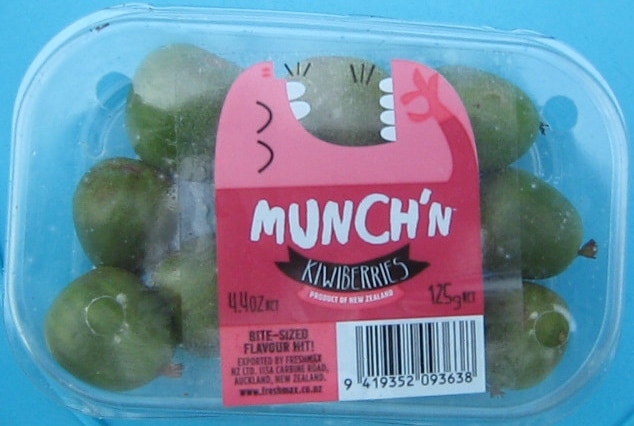 MUNCH'N
KIWIBERRIES
PRODUCT OF NEW ZEALAND
4.4OZ NET
125g NET
BITE-SIZED
FLAVOUR HIT!
EXPORTED BY FRESHMAX
NZ LTD. 113A CARBINE ROAD,
AUCKLAND, NEW ZEALAND.
www.freshmax.co.nz
9 419352 093638